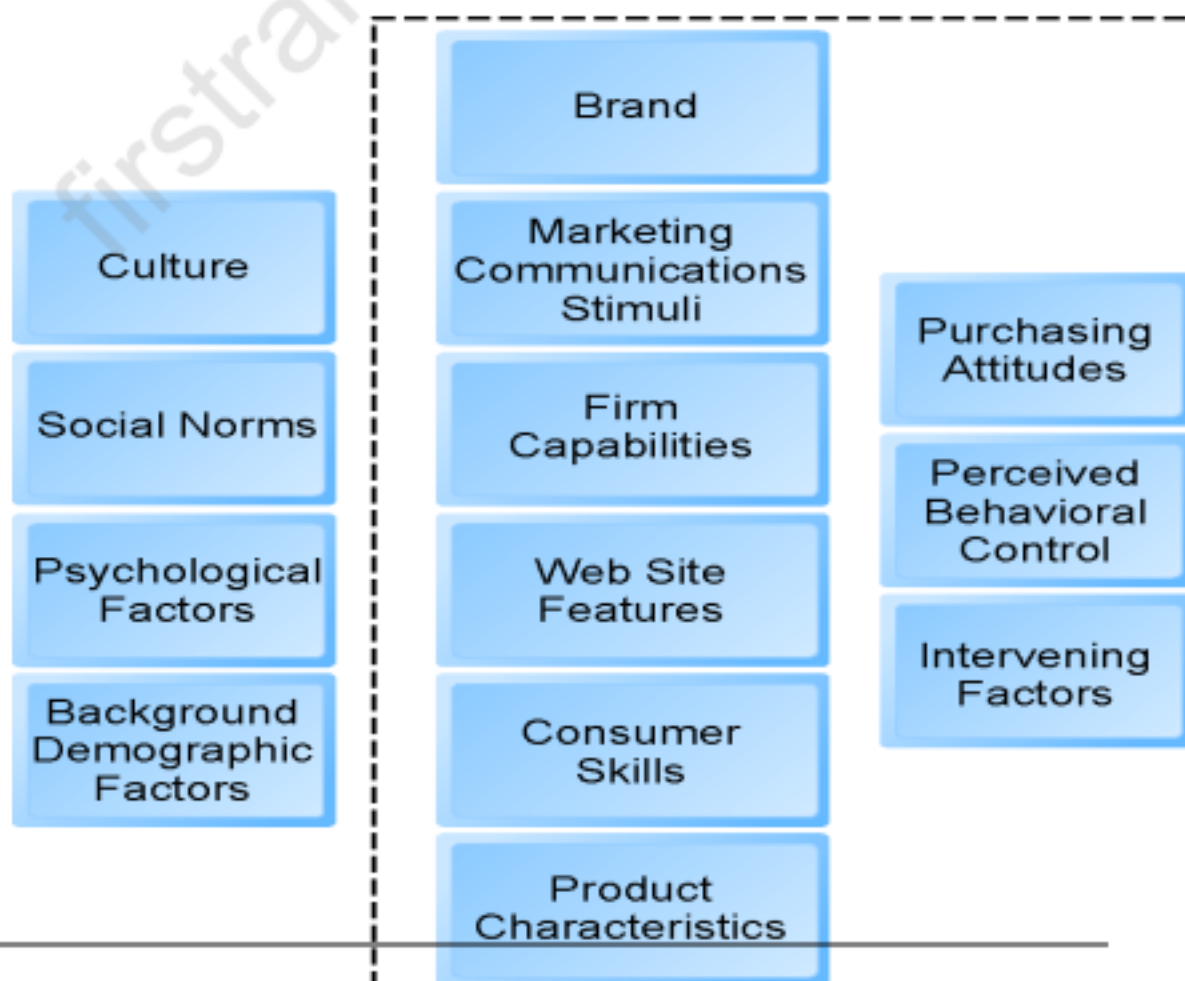 firstra
Culture
Social Norms
Psychological
Factors
Background
Demographic
Factors
Brand
Marketing
Communications
Stimuli
Firm
Capabilities
Web Site
Features
Consumer
Skills
Product
Characteristics
Purchasing
Attitudes
Perceived
Behavioral
Control
Intervening
Factors